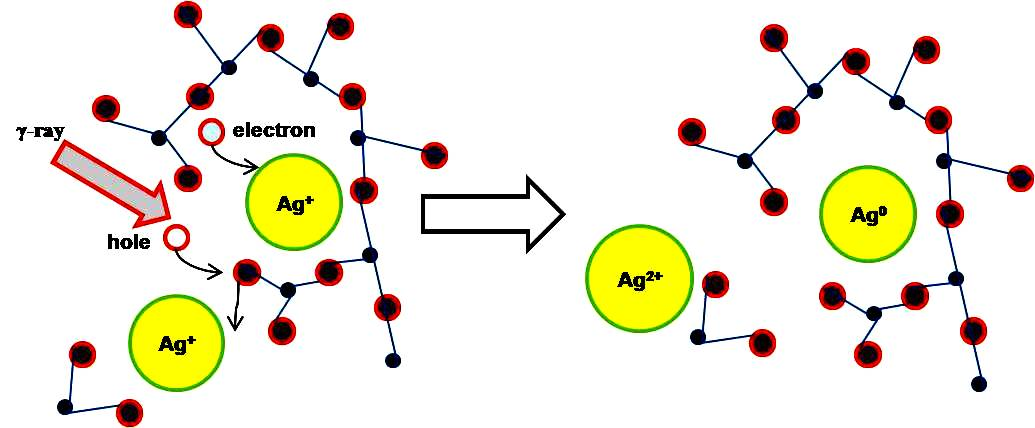 γ-ray
electron
Ag⁺
hole
Ag⁺
Ag⁰
Ag²⁺